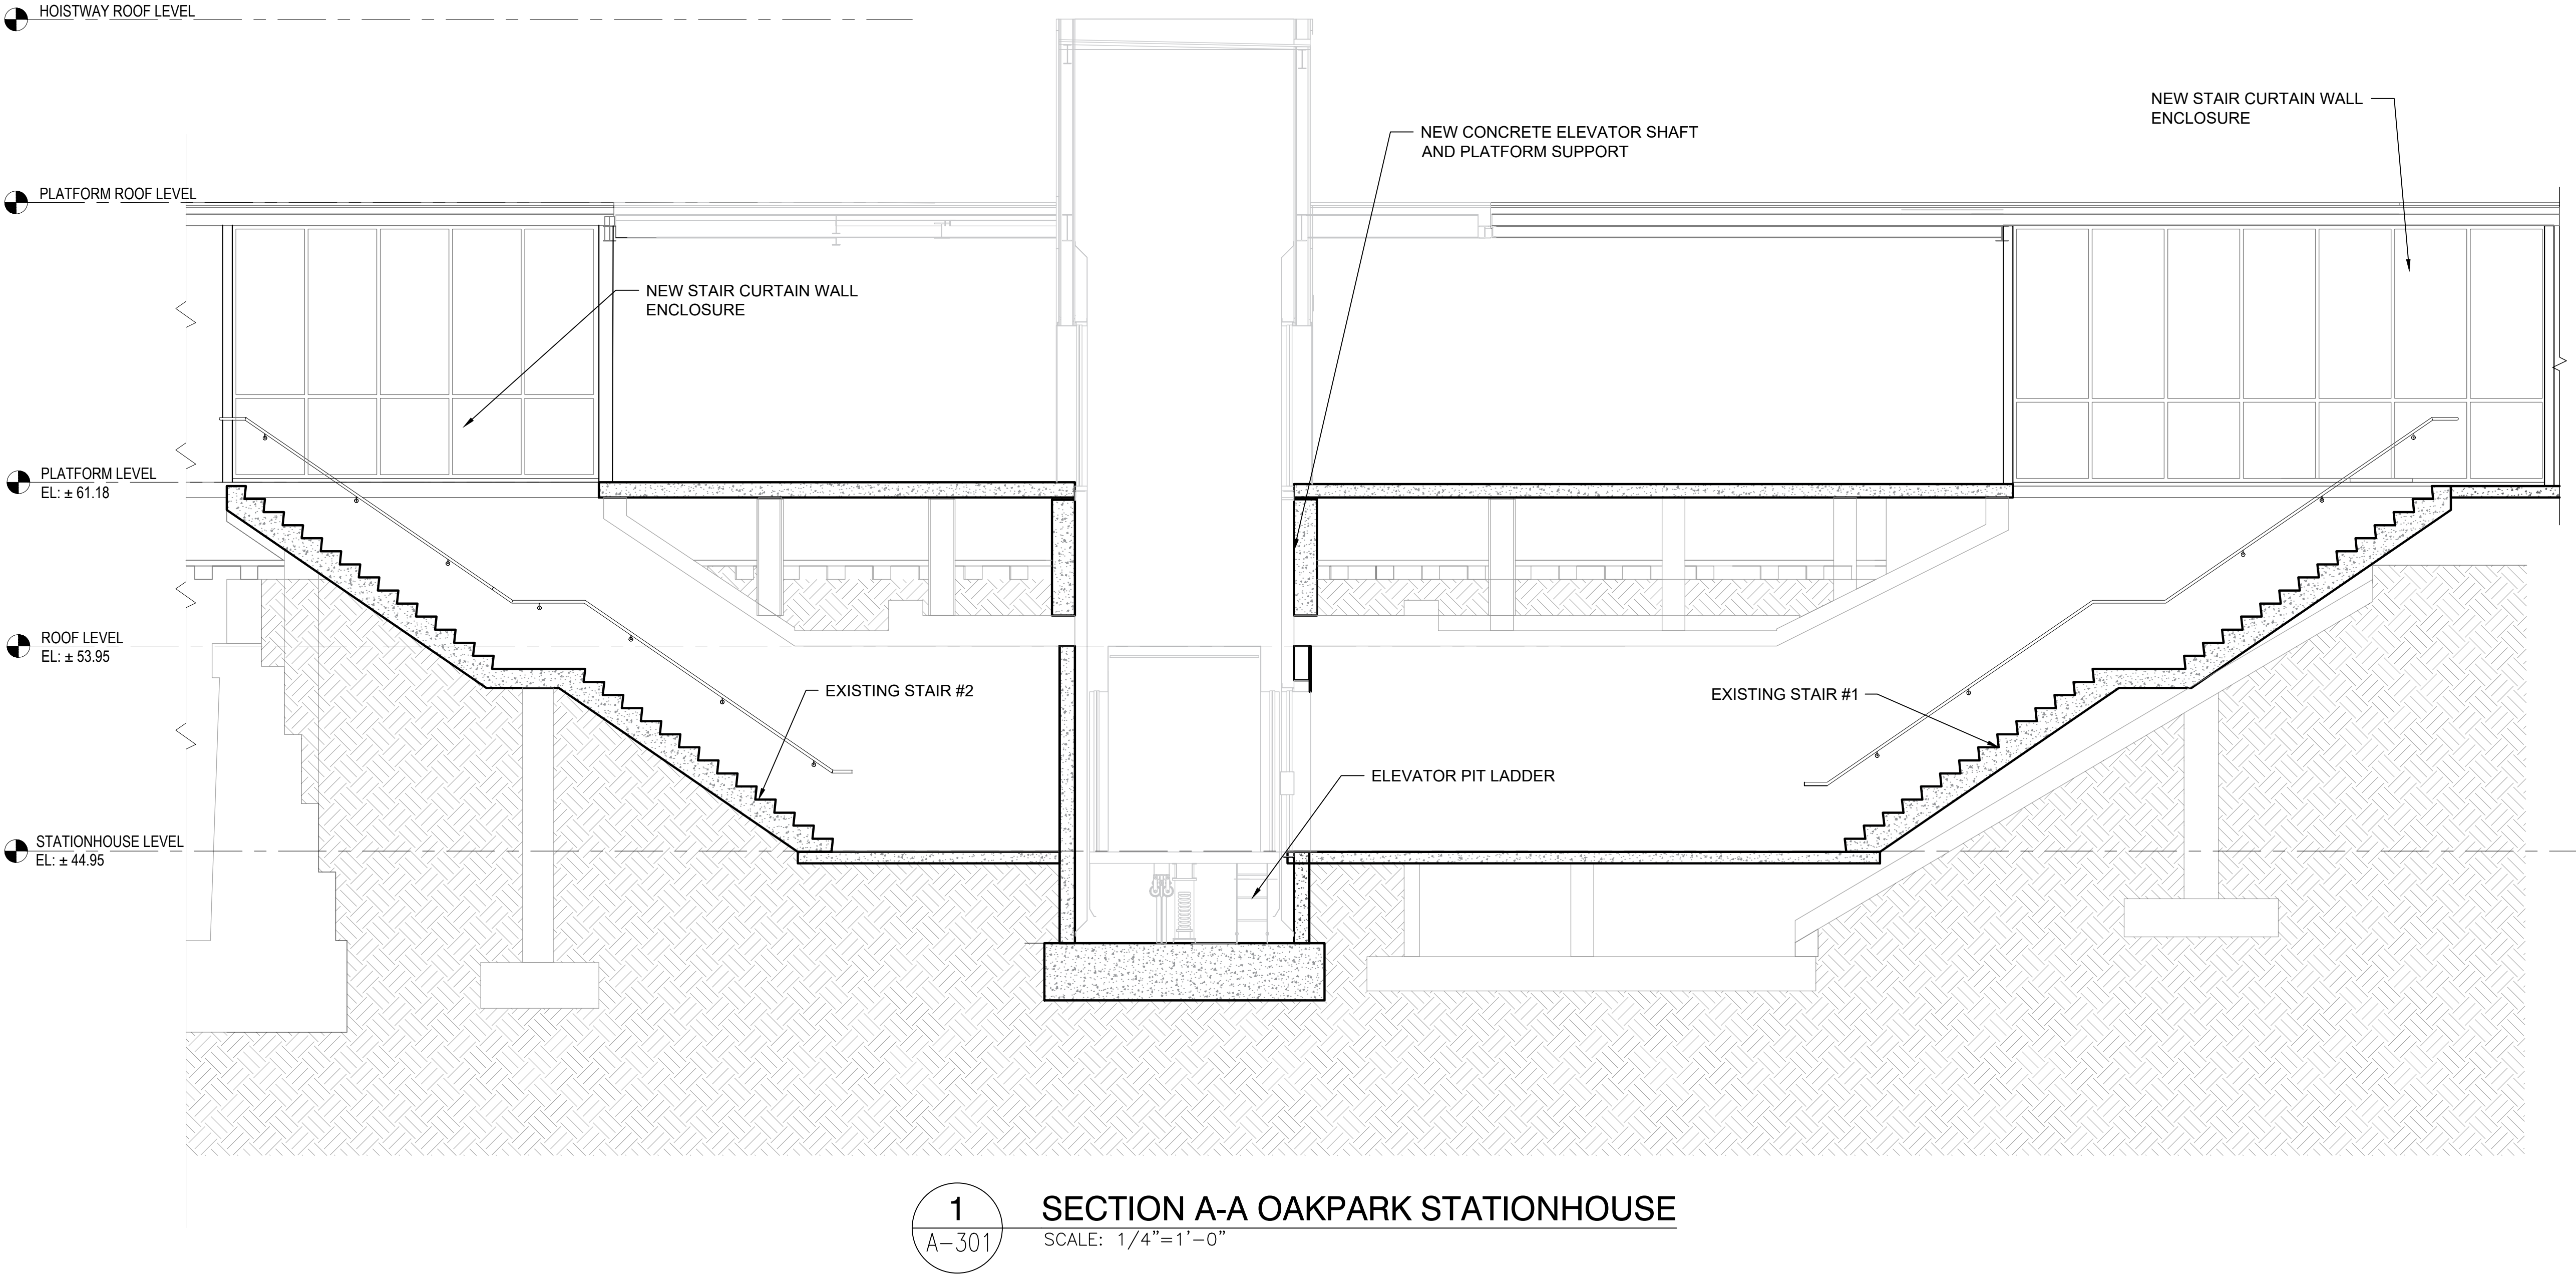 HOISTWAY ROOF LEVEL
NEW STAIR CURTAIN WALL
ENCLOSURE
NEW CONCRETE ELEVATOR SHAFT
AND PLATFORM SUPPORT
PLATFORM ROOF LEVEL
NEW STAIR CURTAIN WALL
ENCLOSURE
PLATFORM LEVEL
EL: ± 61.18
ROOF LEVEL
EL: ± 53.95
EXISTING STAIR #2
EXISTING STAIR #1
ELEVATOR PIT LADDER
STATIONHOUSE LEVEL
EL: ± 44.95
1
A-301
SECTION A-A OAKPARK STATIONHOUSE
SCALE: 1/4"=1'-0"